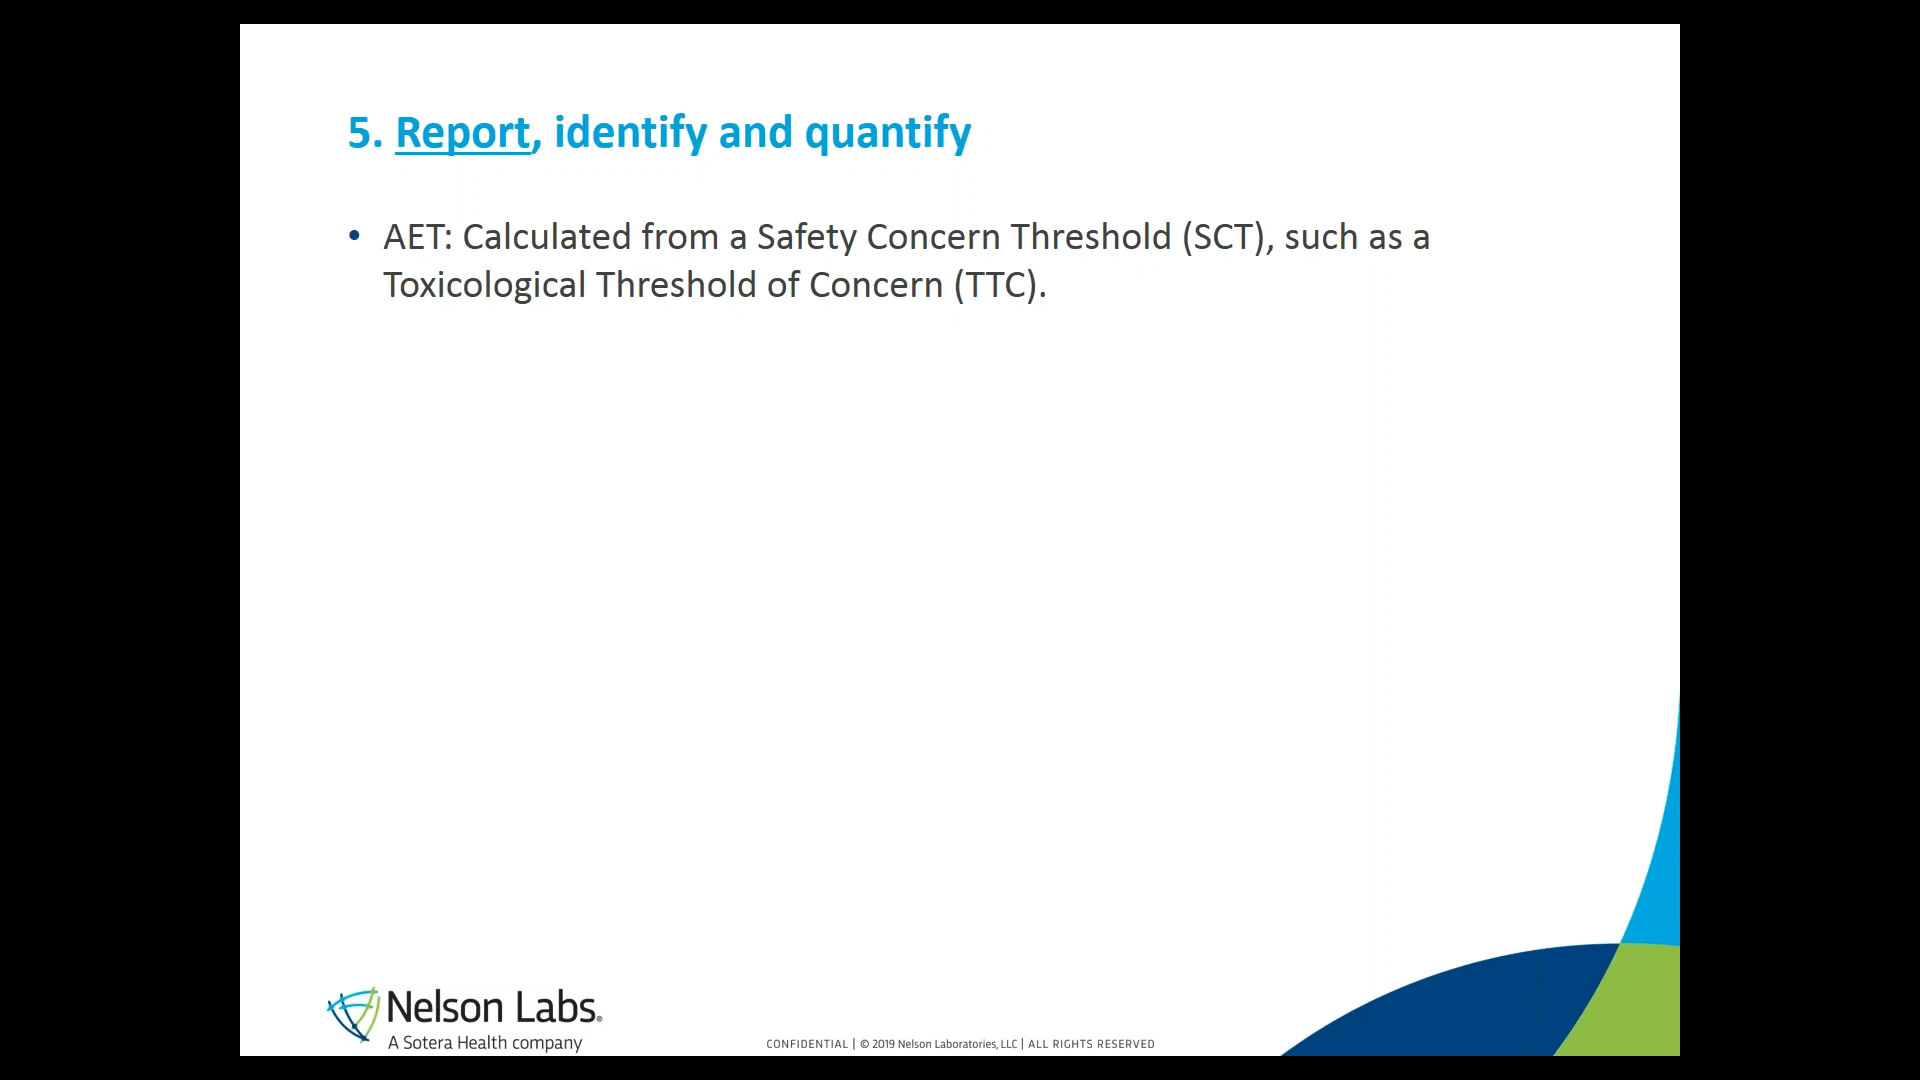 5. Report, identify and quantify
• AET: Calculated from a Safety Concern Threshold (SCT), such as a
Toxicological Threshold of Concern (TTC).
Nelson Labs®
A Sotera Health company
CONFIDENTIAL | © 2019 Nelson Laboratories, LLC | ALL RIGHTS RESERVED